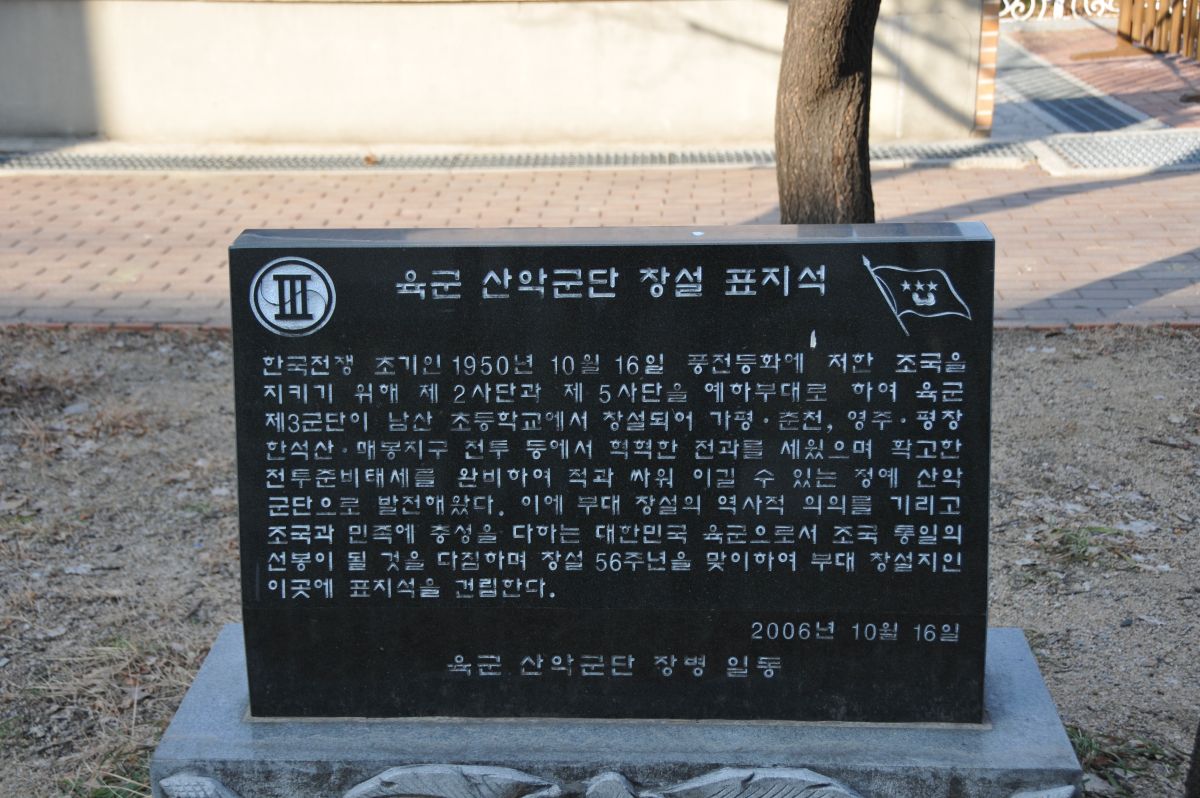 III
육군 산악군단 창설 표지석
한국전쟁 초기인 1950년 10월 16일 풍전등화에 처한 조국을
지키기 위해 제 2사단과 제 5사단을 예하부대로 하여 육군
제3군단이 남산 초등학교에서 창설되어 가평·춘천, 영주·평창
한석산·매봉지구 전투 등에서 혁혁한 전과를 세웠으며 확고한
전투준비태세를 완비하여 적과 싸워 이길 수 있는 정예 산악
군단으로 발전해왔다. 이에 부대 창설의 역사적 의의를 기리고
조국과 민족에 충성을 다하는 대한민국 육군으로서 조국 통일의
선봉이 될 것을 다짐하며 창설 56주년을 맞이하여 부대 창설지인
이곳에 표지석을 건립한다.
2006년 10월 16일
육군 산악군단 장병 일동